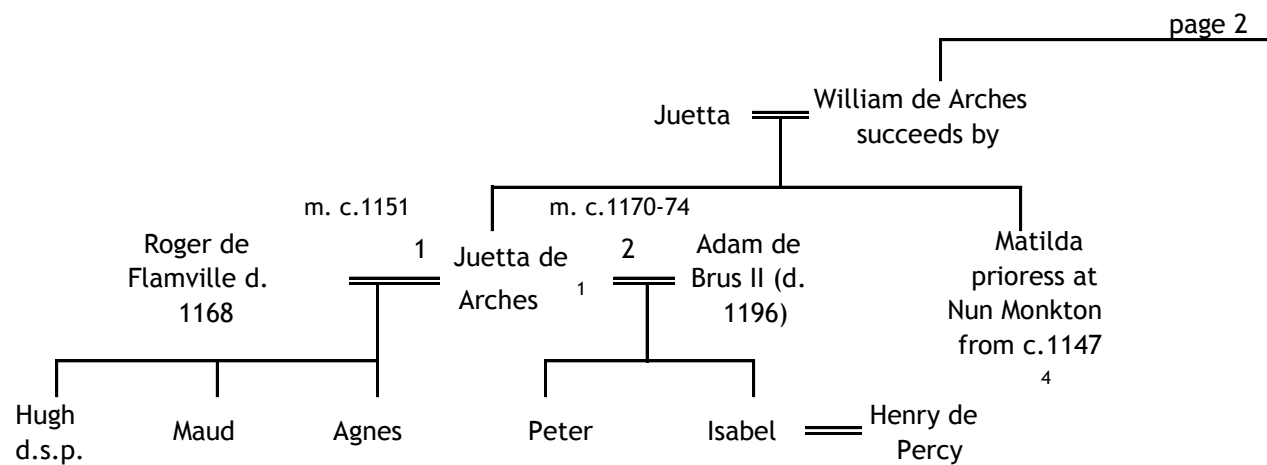 page 2
Juetta
William de Arches
succeeds by
m. c.1151
m. c.1170-74
Roger de
Flamville d.
1168
1
Juetta de
Arches
1
2
Adam de
Brus II (d.
1196)
Matilda
prioress at
Nun Monkton
from c.1147
4
Hugh
d.s.p.
Maud
Agnes
Peter
Isabel
Henry de
Percy